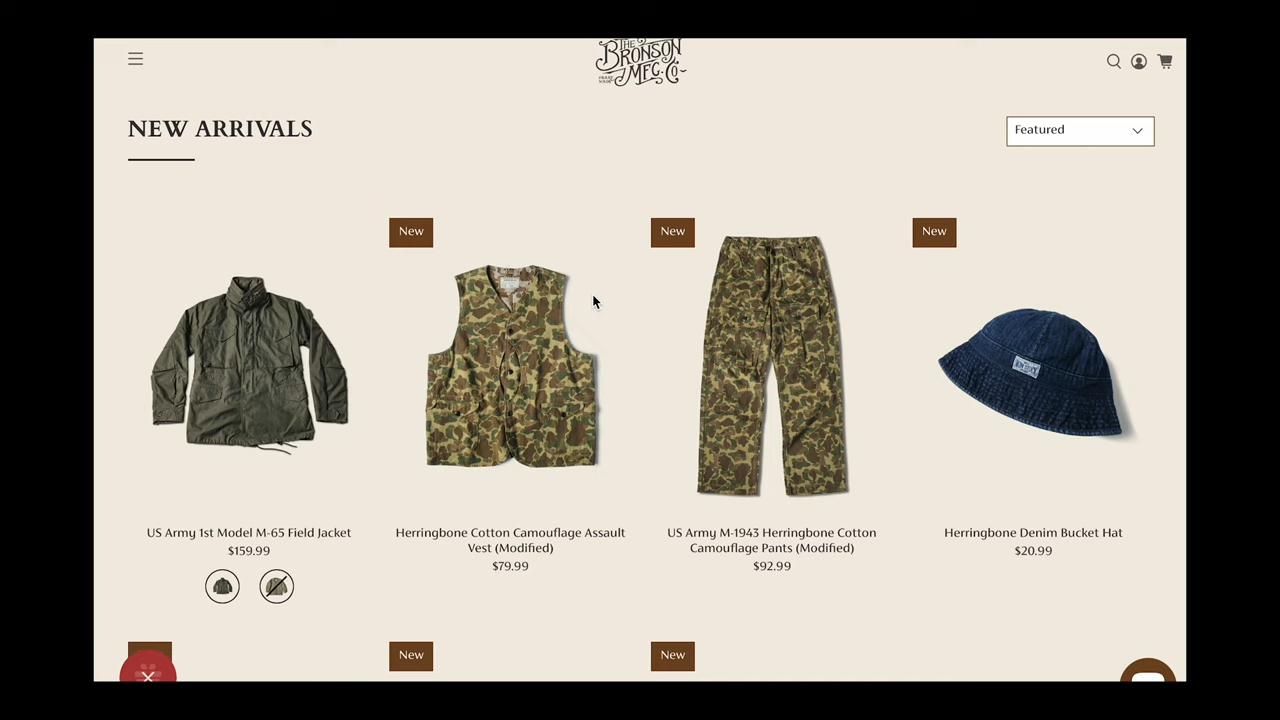 THE
BRONSON
MFG. Co.
NEW ARRIVALS
Featured
New
New
New
US Army 1st Model M-65 Field Jacket
$159.99
Herringbone Cotton Camouflage Assault
Vest (Modified)
$79.99
US Army M-1943 Herringbone Cotton
Camouflage Pants (Modified)
$92.99
Herringbone Denim Bucket Hat
$20.99
New
New